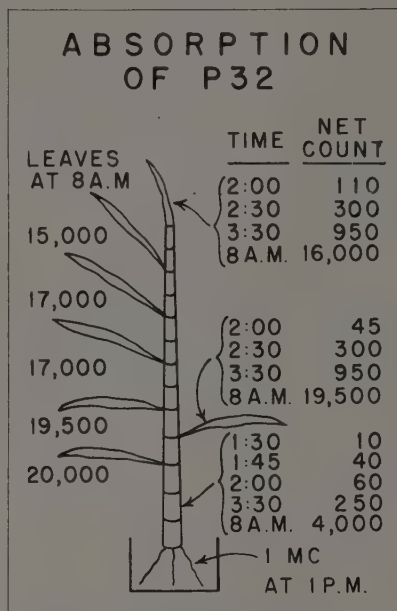 ABSORPTION
OF P32
TIME NET COUNT
LEAVES
AT 8A.M
15,000
17,000
17,000
19,500
20,000
2:00 110
2:30 300
3:30 950
8 A.M. 16,000
2:00 45
2:30 300
3:30 950
8 A.M. 19,500
1:30 10
1:45 40
2:00 60
3:30 250
8 A.M. 4,000
1 MC
AT 1 P.M.